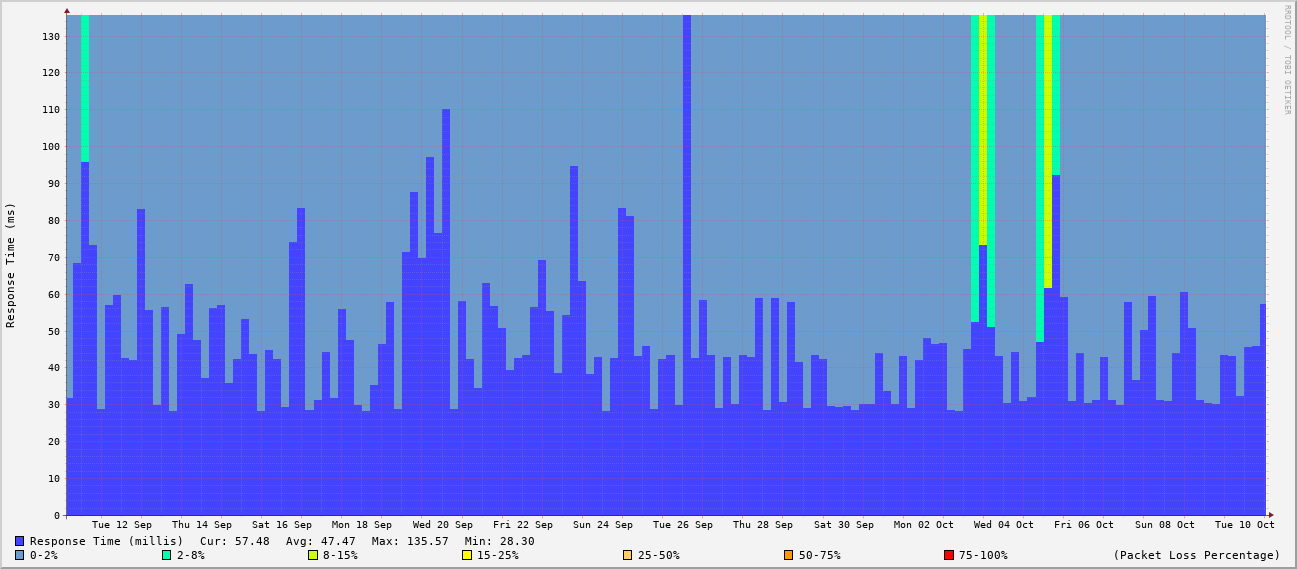 RRDTOOL / TOBI OETIKER
Response Time (ms)
130
120
110
100
90
80
70
60
50
40
30
20
10
0
Tue 12 Sep Thu 14 Sep Sat 16 Sep Mon 18 Sep Wed 20 Sep Fri 22 Sep Sun 24 Sep Tue 26 Sep Thu 28 Sep Sat 30 Sep Mon 02 Oct Wed 04 Oct Fri 06 Oct Sun 08 Oct Tue 10 Oct
Response Time (millis) Cur: 57.48 Avg: 47.47 Max: 135.57 Min: 28.30
0-2% 2-8% 8-15% 15-25% 25-50% 50-75% 75-100% (Packet Loss Percentage)